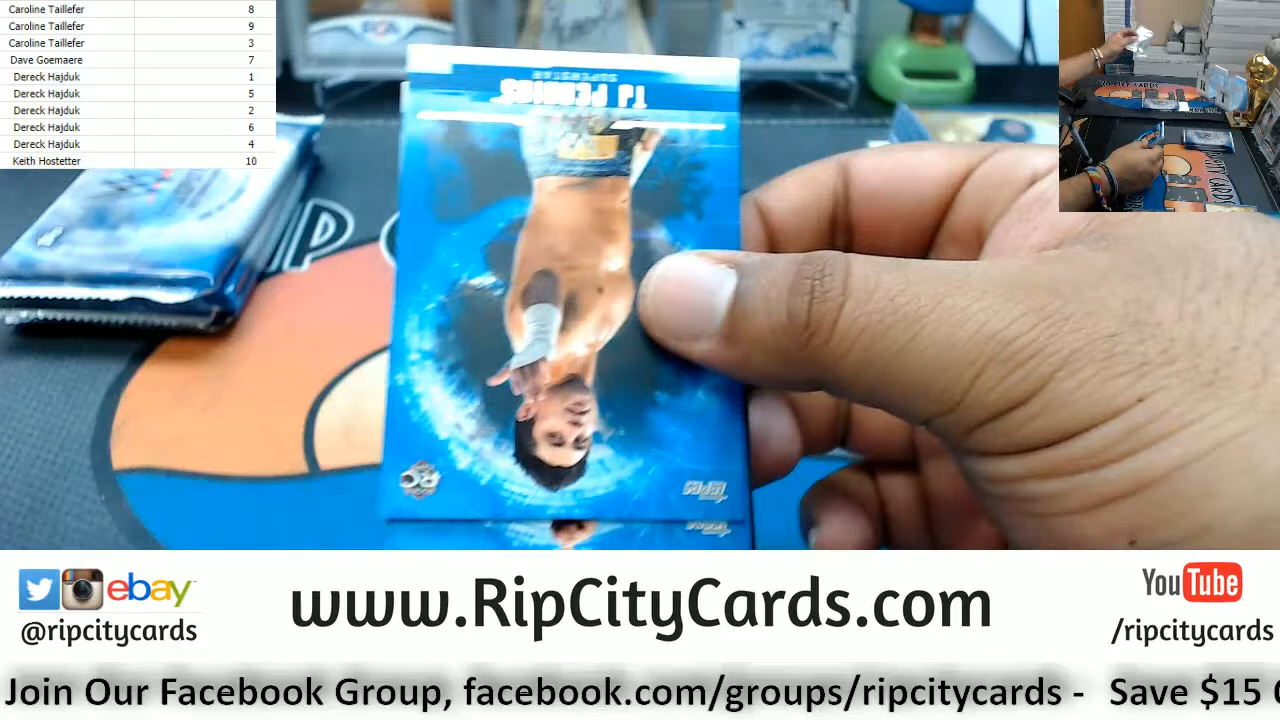 Caroline Taillefer 8
Caroline Taillefer 9
Caroline Taillefer 3
Dave Goemaere 7
Dereck Hajduk 1
Dereck Hajduk 5
Dereck Hajduk 2
Dereck Hajduk 6
Dereck Hajduk 4
Keith Hostetter 10
SUPERSTAR
TJ PERKINS
RC
Topps
Topps
ebay
@ripcitycards
www.RipCityCards.com
YouTube
/ripcitycards
Join Our Facebook Group, facebook.com/groups/ripcitycards - Save $15